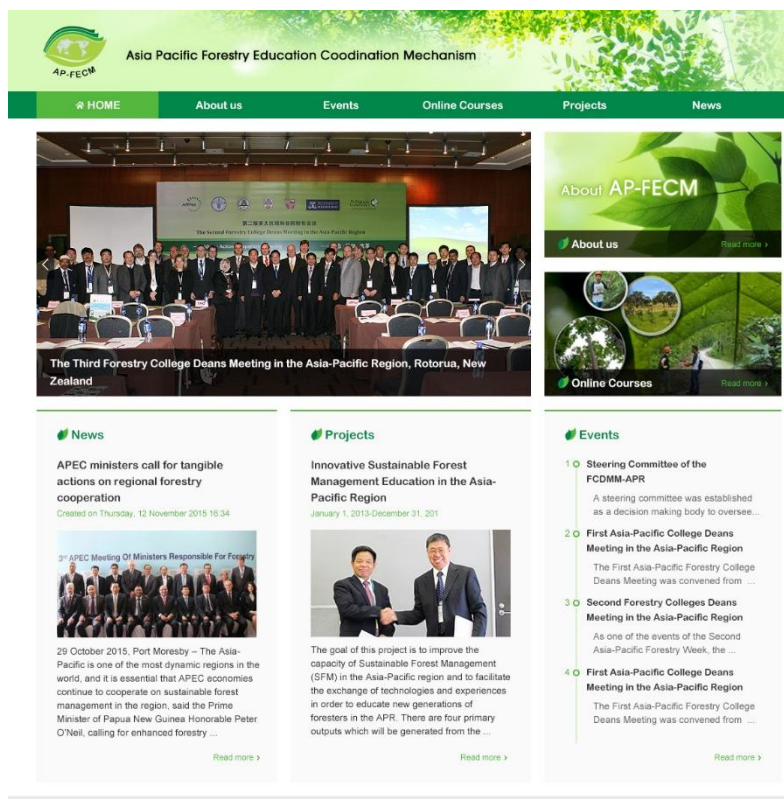 AP-FECM
Asia Pacific Forestry Education Coodination Mechanism
HOME
About us
Events
Online Courses
Projects
News
The Second Forestry College Deans Meeting in the Asia-Pacific Region
The Third Forestry College Deans Meeting in the Asia-Pacific Region, Rotorua, New
Zealand
About AP-FECM
About us
Read more ›
Online Courses
Read more ›
News
APEC ministers call for tangible
actions on regional forestry
cooperation
Created on Thursday, 12 November 2015 16:34
3rd APEC Meeting Of Ministers Responsible For Forestry
29 October 2015, Port Moresby – The Asia-
Pacific is one of the most dynamic regions in the
world, and it is essential that APEC economies
continue to cooperate on sustainable forest
management in the region, said the Prime
Minister of Papua New Guinea Honorable Peter
O'Neil, calling for enhanced forestry ...
Read more ›
Projects
Innovative Sustainable Forest
Management Education in the Asia-
Pacific Region
January 1, 2013-December 31, 201
The goal of this project is to improve the
capacity of Sustainable Forest Management
(SFM) in the Asia-Pacific region and to facilitate
the exchange of technologies and experiences
in order to educate new generations of
foresters in the APR. There are four primary
outputs which will be generated from the ...
Read more ›
Events
1 Steering Committee of the
FCDMM-APR
A steering committee was established
as a decision making body to oversee...
2 First Asia-Pacific College Deans
Meeting in the Asia-Pacific Region
The First Asia-Pacific Forestry College
Deans Meeting was convened from ...
3 Second Forestry Colleges Deans
Meeting in the Asia-Pacific Region
As one of the events of the Second
Asia-Pacific Forestry Week, the ...
4 First Asia-Pacific College Deans
Meeting in the Asia-Pacific Region
The First Asia-Pacific Forestry College
Deans Meeting was convened from ...
Read more ›